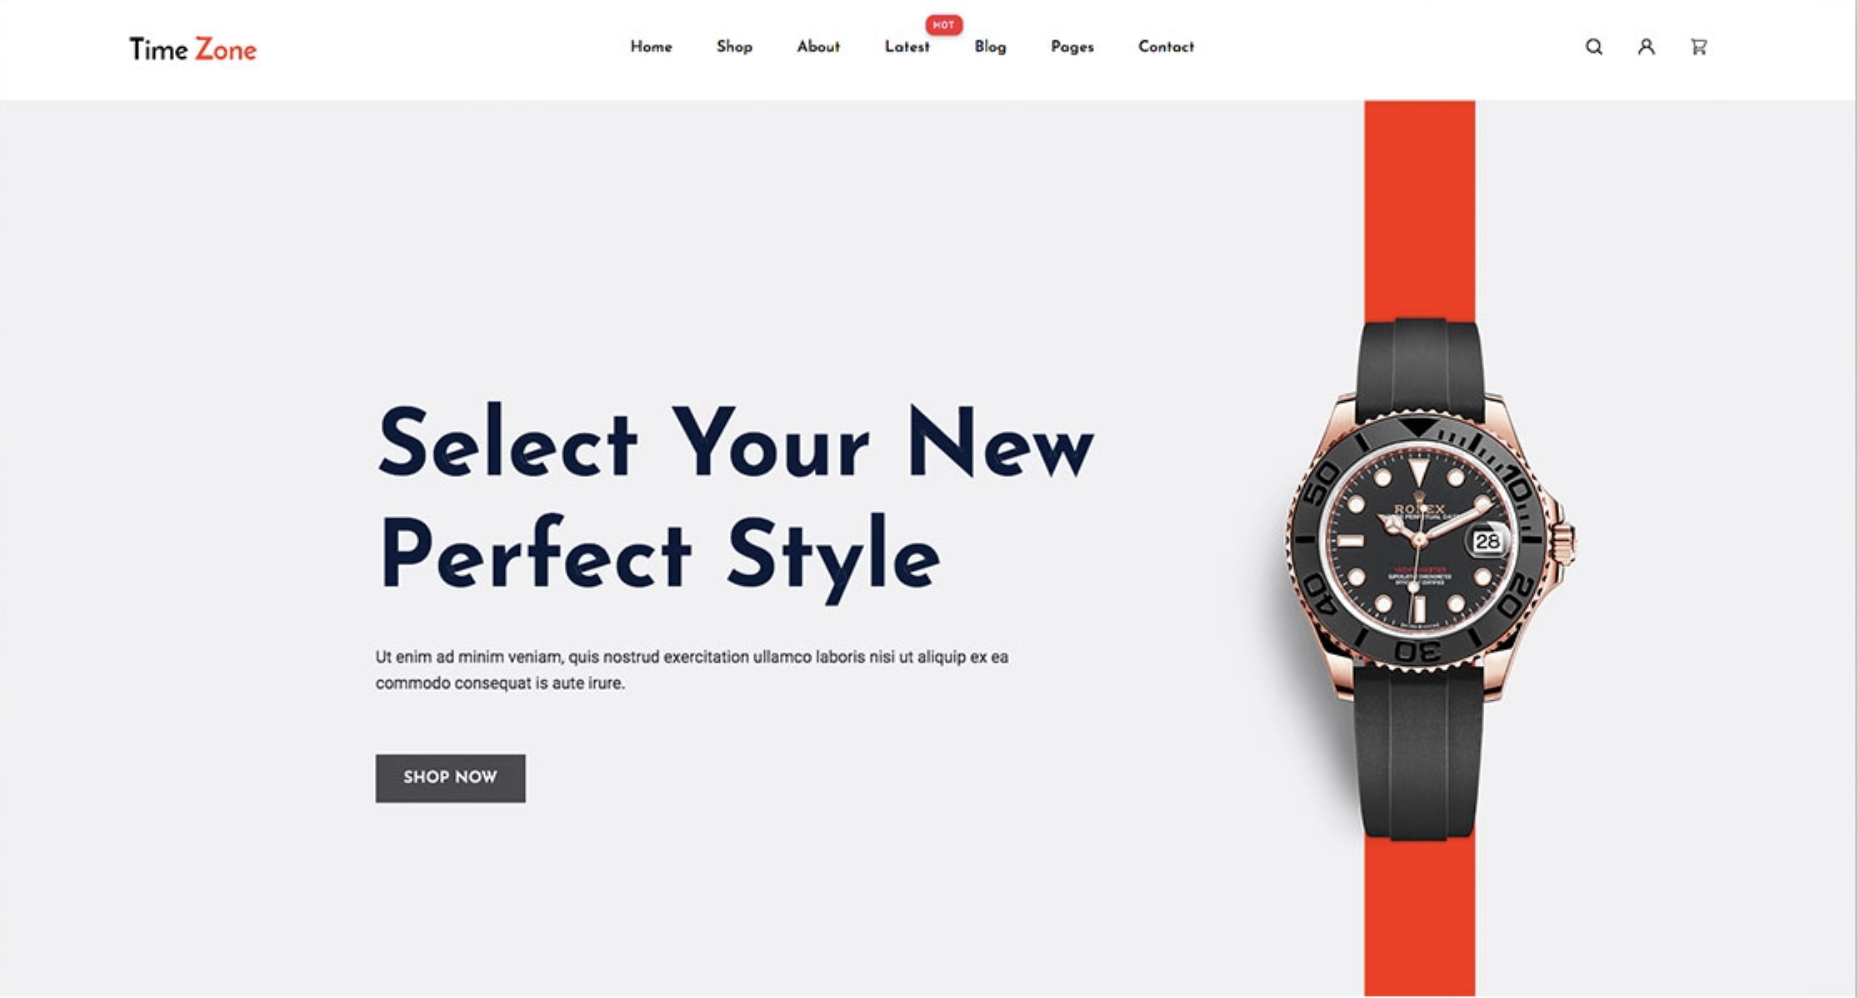 HOT
Time Zone
Home Shop About Latest Blog Pages Contact
Select Your New
Perfect Style
Ut enim ad minim veniam, quis nostrud exercitation ullamco laboris nisi ut aliquip ex ea
commodo consequat is aute irure.
SHOP NOW
50
10
ROLEX
28
40
20
30